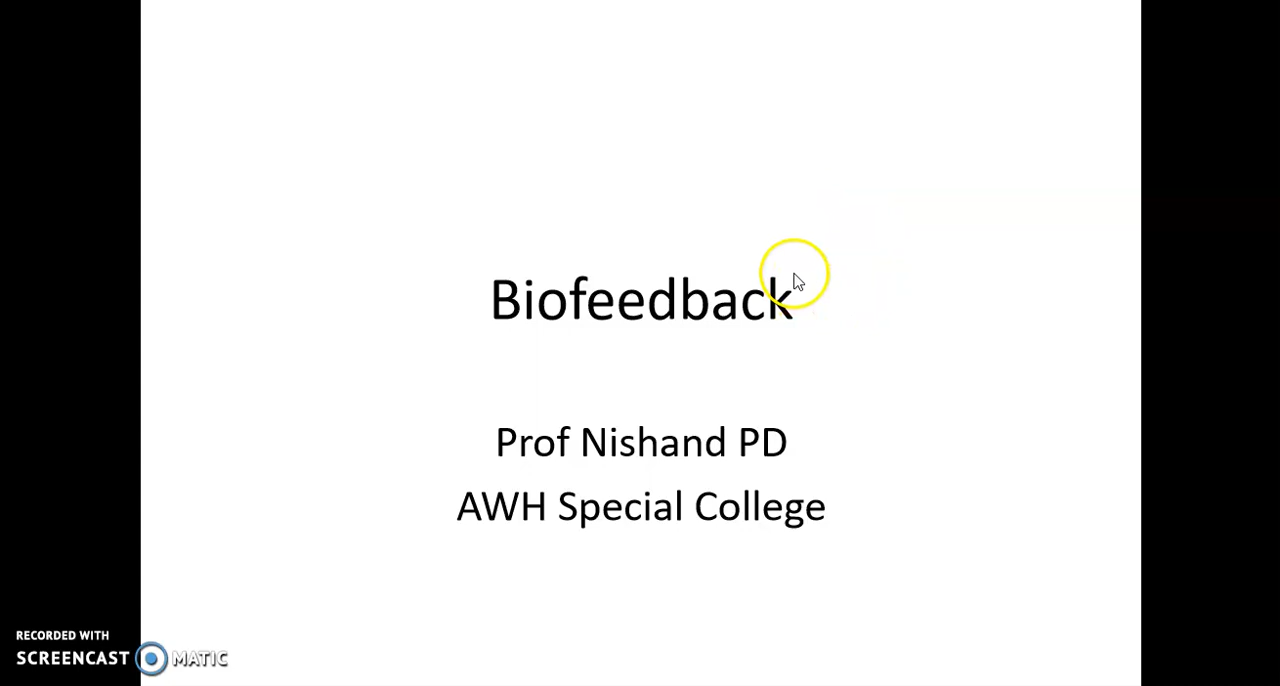 Biofeedback
Prof Nishand PD
AWH Special College
RECORDED WITH
SCREENCAST MATIC